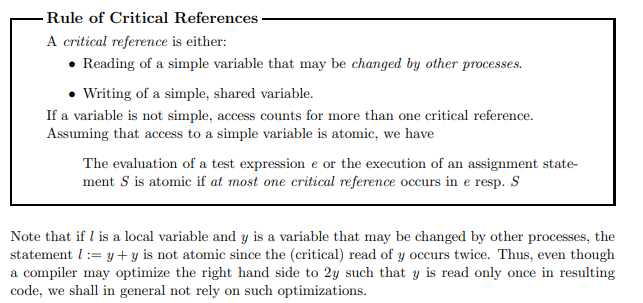 Rule of Critical References
A critical reference is either:
• Reading of a simple variable that may be changed by other processes.
• Writing of a simple, shared variable.
If a variable is not simple, access counts for more than one critical reference.
Assuming that access to a simple variable is atomic, we have
The evaluation of a test expression e or the execution of an assignment state-
ment S is atomic if at most one critical reference occurs in e resp. S
Note that if l is a local variable and y is a variable that may be changed by other processes, the
statement l := y + y is not atomic since the (critical) read of y occurs twice. Thus, even though
a compiler may optimize the right hand side to 2y such that y is read only once in resulting
code, we shall in general not rely on such optimizations.